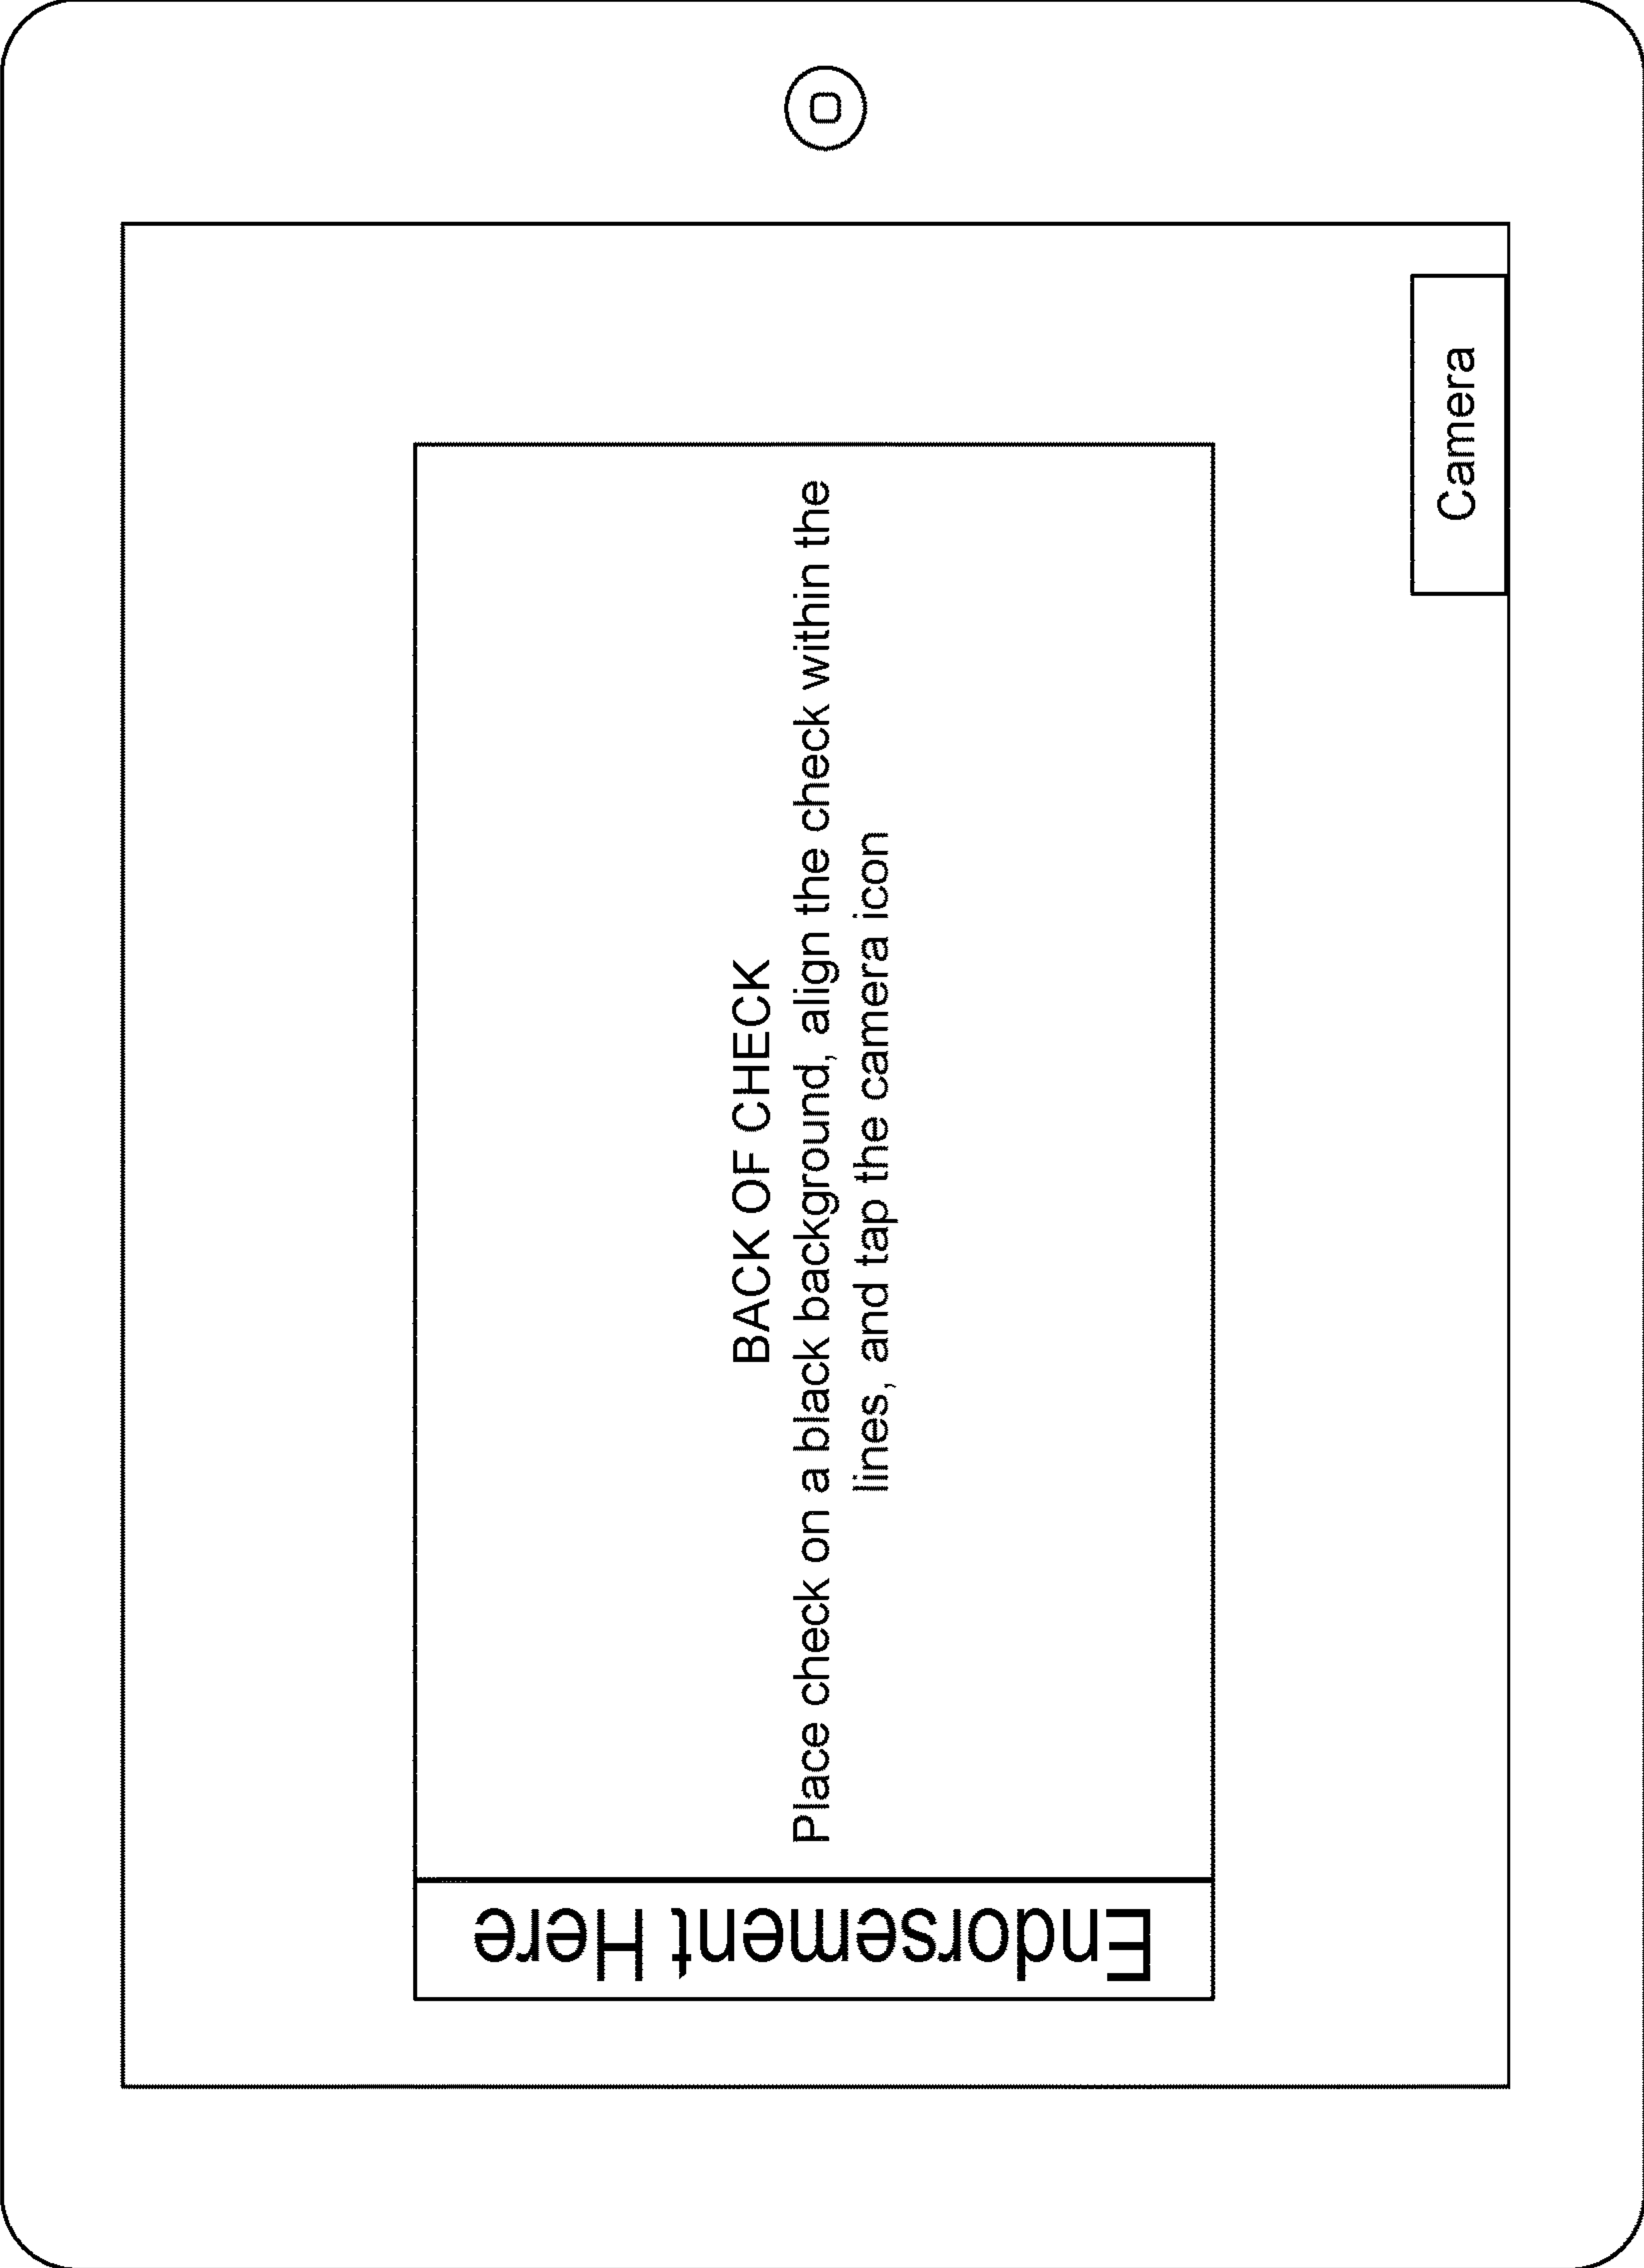 BACK OF CHECK
Place check on a black background, align the check within the
lines, and tap the camera icon
Endorsement Here
Camera